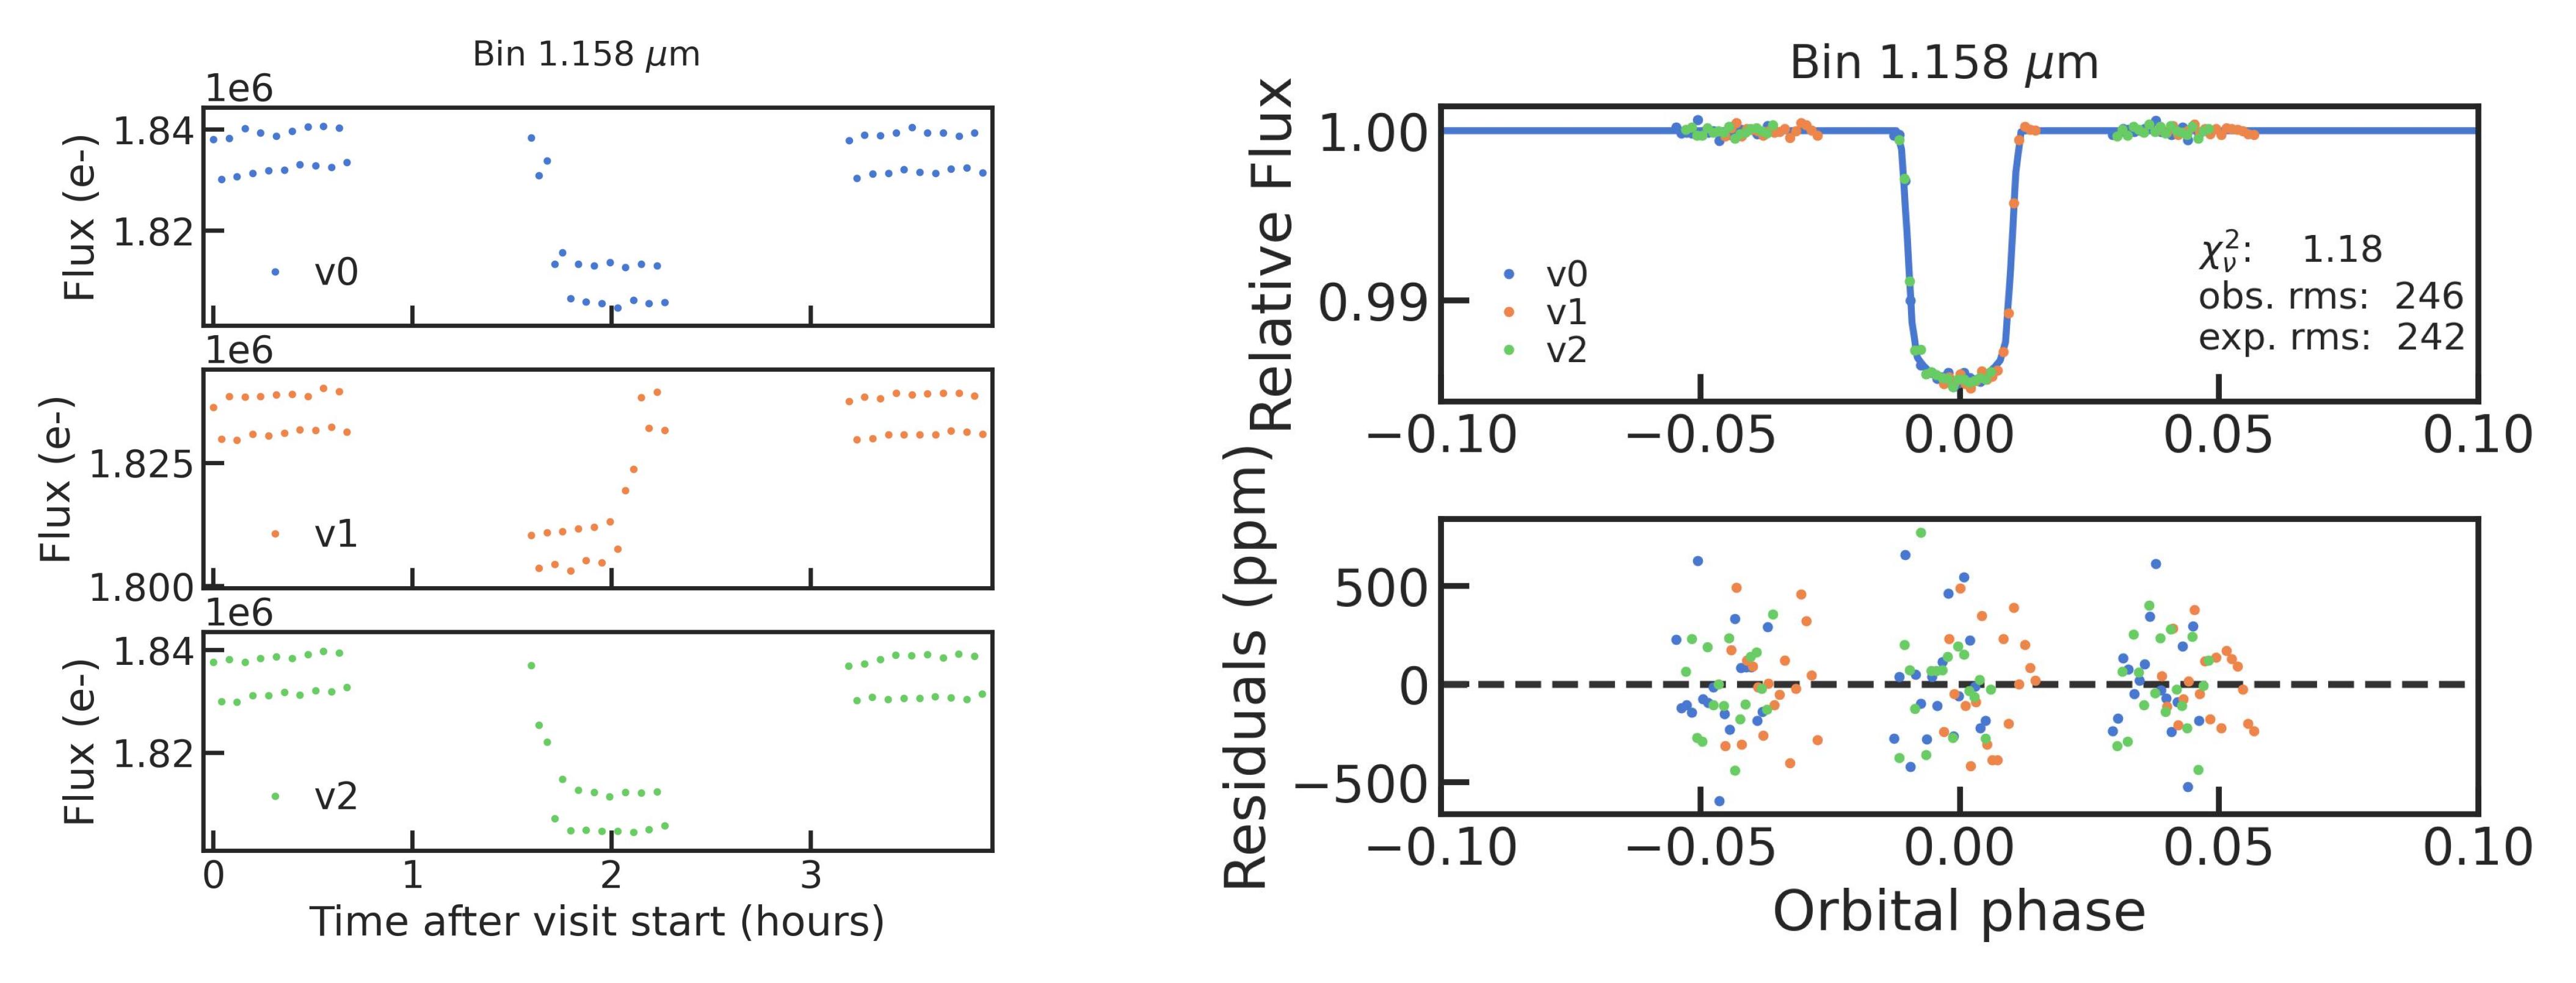 Bin 1.158 μm
1e6
1.84
1.82
Flux (e-)
v0
1e6
1.825
1.800
Flux (e-)
v1
1e6
1.84
1.82
Flux (e-)
v2
0 1 2 3
Time after visit start (hours)
Bin 1.158 μm
1.00
0.99
Relative Flux
v0
v1
v2
χ²ᵥ: 1.18
obs. rms: 246
exp. rms: 242
−0.10 −0.05 0.00 0.05 0.10
500
0
−500
Residuals (ppm)
−0.10 −0.05 0.00 0.05 0.10
Orbital phase